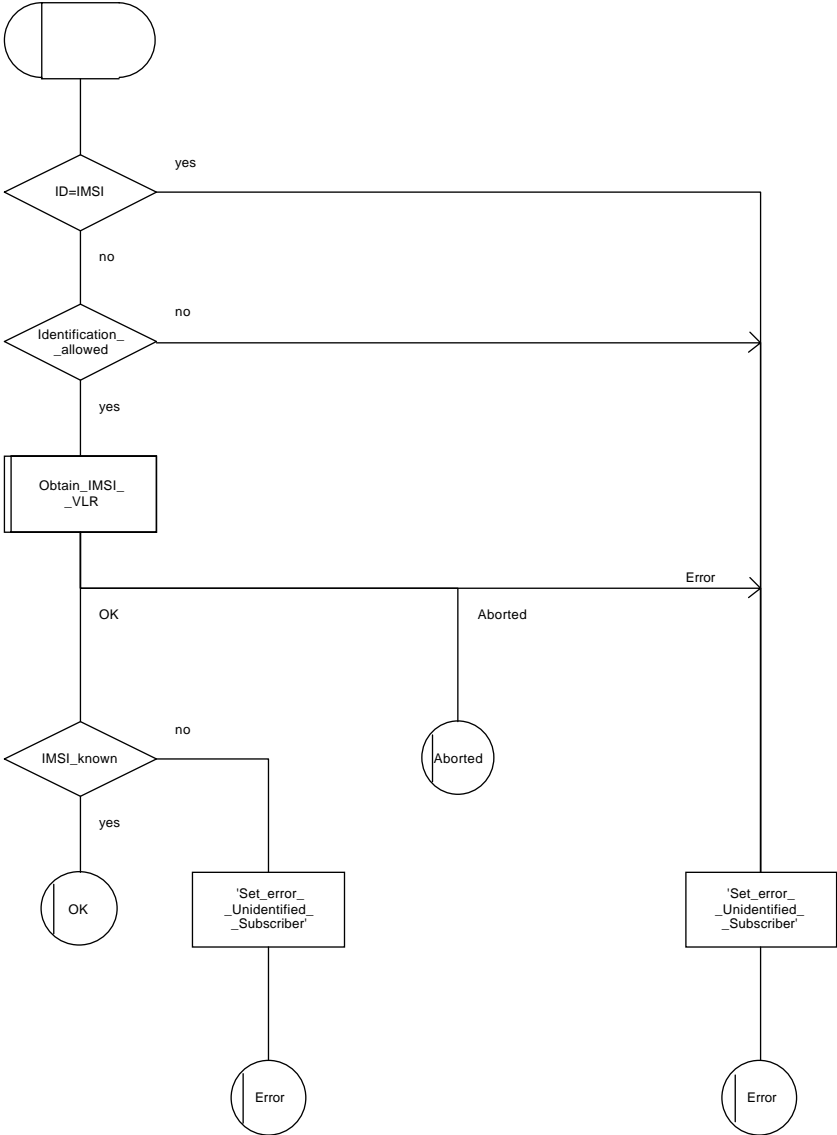 yes
ID=IMSI
no
no
Identification_
_allowed
yes
Obtain_IMSI_
_VLR
Error
OK
Aborted
no
IMSI_known
Aborted
yes
'Set_error_
_Unidentified_
_Subscriber'
'Set_error_
_Unidentified_
_Subscriber'
OK
Error
Error